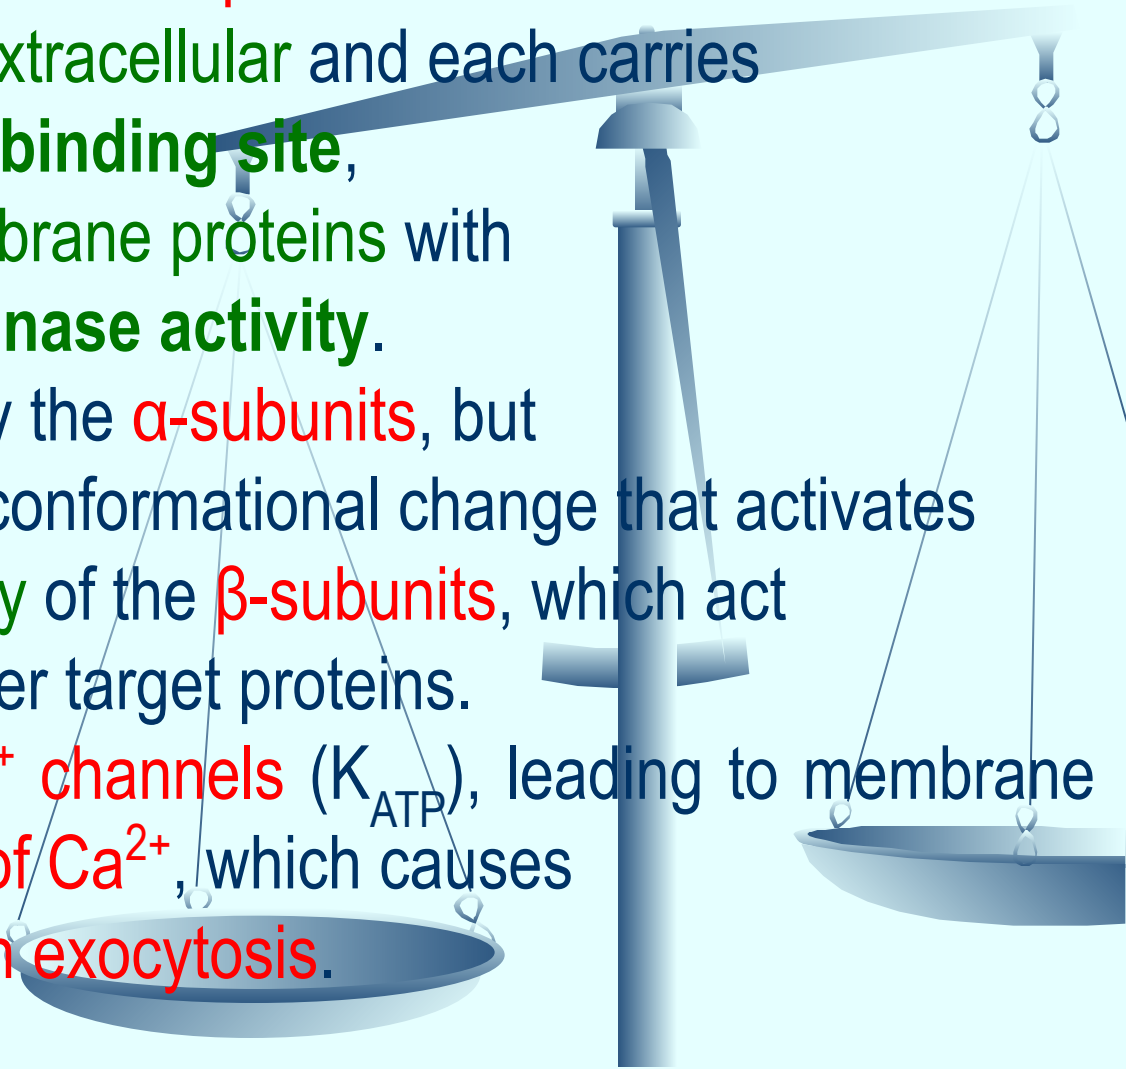 xtracellular and each carries
binding site,
brane proteins with
nase activity.
y the α-subunits, but
conformational change that activates
y of the β-subunits, which act
er target proteins.
+ channels (K_ATP), leading to membrane
of Ca²⁺, which causes
n exocytosis.